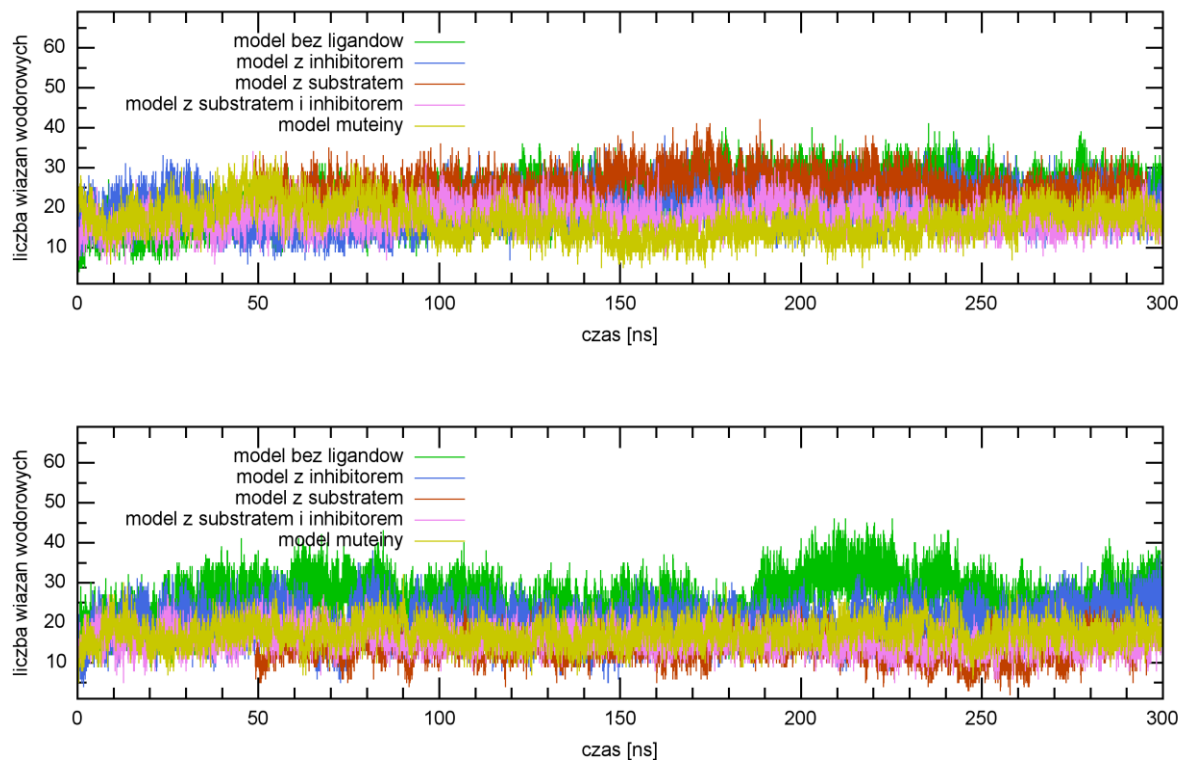 liczba wiazan wodorowych
60
50
40
30
20
10
model bez ligandow
model z inhibitorem
model z substratem
model z substratem i inhibitorem
model muteiny
0 50 100 150 200 250 300
czas [ns]
liczba wiazan wodorowych
60
50
40
30
20
10
model bez ligandow
model z inhibitorem
model z substratem
model z substratem i inhibitorem
model muteiny
0 50 100 150 200 250 300
czas [ns]